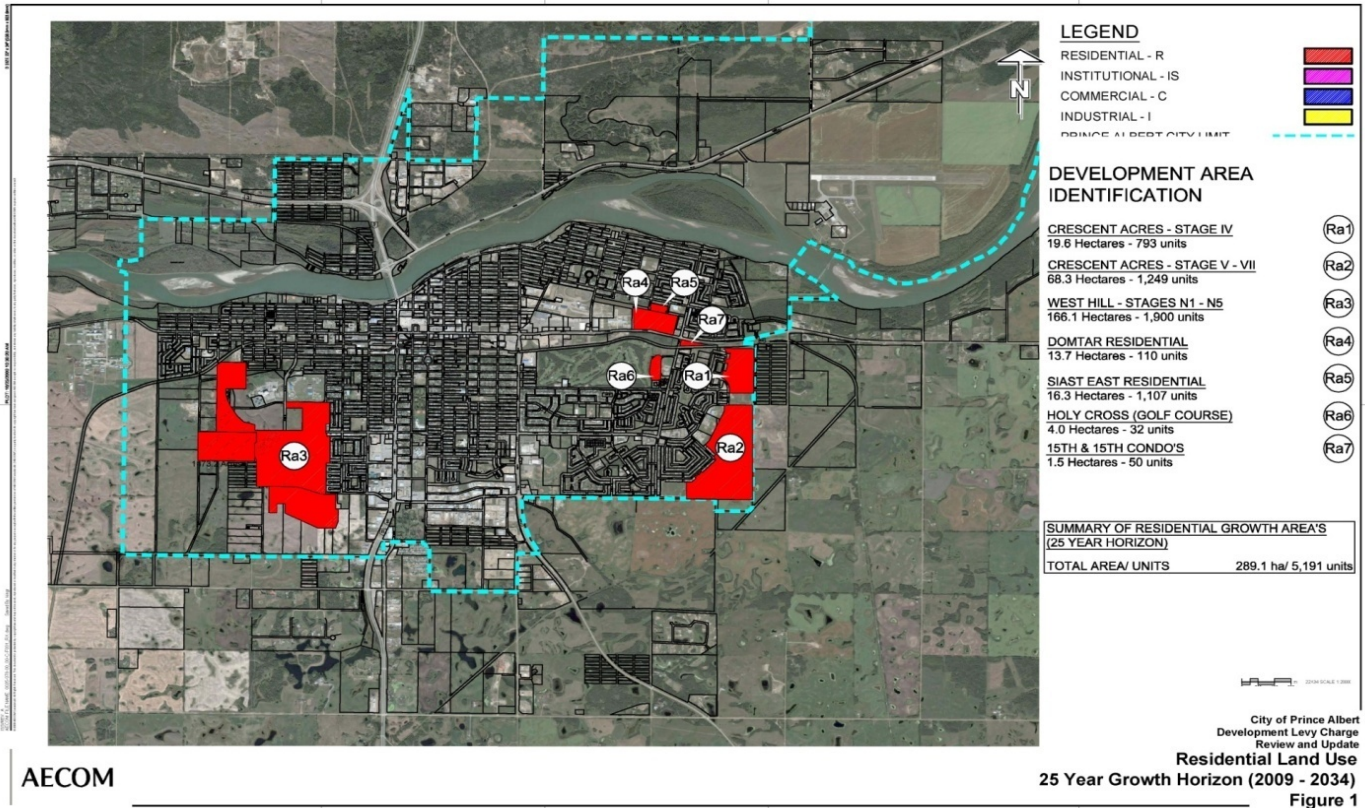 LEGEND
RESIDENTIAL - R
INSTITUTIONAL - IS
COMMERCIAL - C
INDUSTRIAL - I
PRINCE ALBERT CITY LIMIT
N
DEVELOPMENT AREA
IDENTIFICATION
CRESCENT ACRES - STAGE IV Ra1
19.6 Hectares - 793 units
CRESCENT ACRES - STAGE V - VII Ra2
68.3 Hectares - 1,249 units
WEST HILL - STAGES N1 - N5 Ra3
166.1 Hectares - 1,900 units
DOMTAR RESIDENTIAL Ra4
13.7 Hectares - 110 units
SIAST EAST RESIDENTIAL Ra5
16.3 Hectares - 1,107 units
HOLY CROSS (GOLF COURSE) Ra6
4.0 Hectares - 32 units
15TH & 15TH CONDO'S Ra7
1.5 Hectares - 50 units
SUMMARY OF RESIDENTIAL GROWTH AREA'S
(25 YEAR HORIZON)
TOTAL AREA/ UNITS 289.1 ha/ 5,191 units
Ra4
Ra5
Ra7
Ra6
Ra1
Ra3
Ra2
City of Prince Albert
Development Levy Charge
Review and Update
Residential Land Use
25 Year Growth Horizon (2009 - 2034)
Figure 1
AECOM